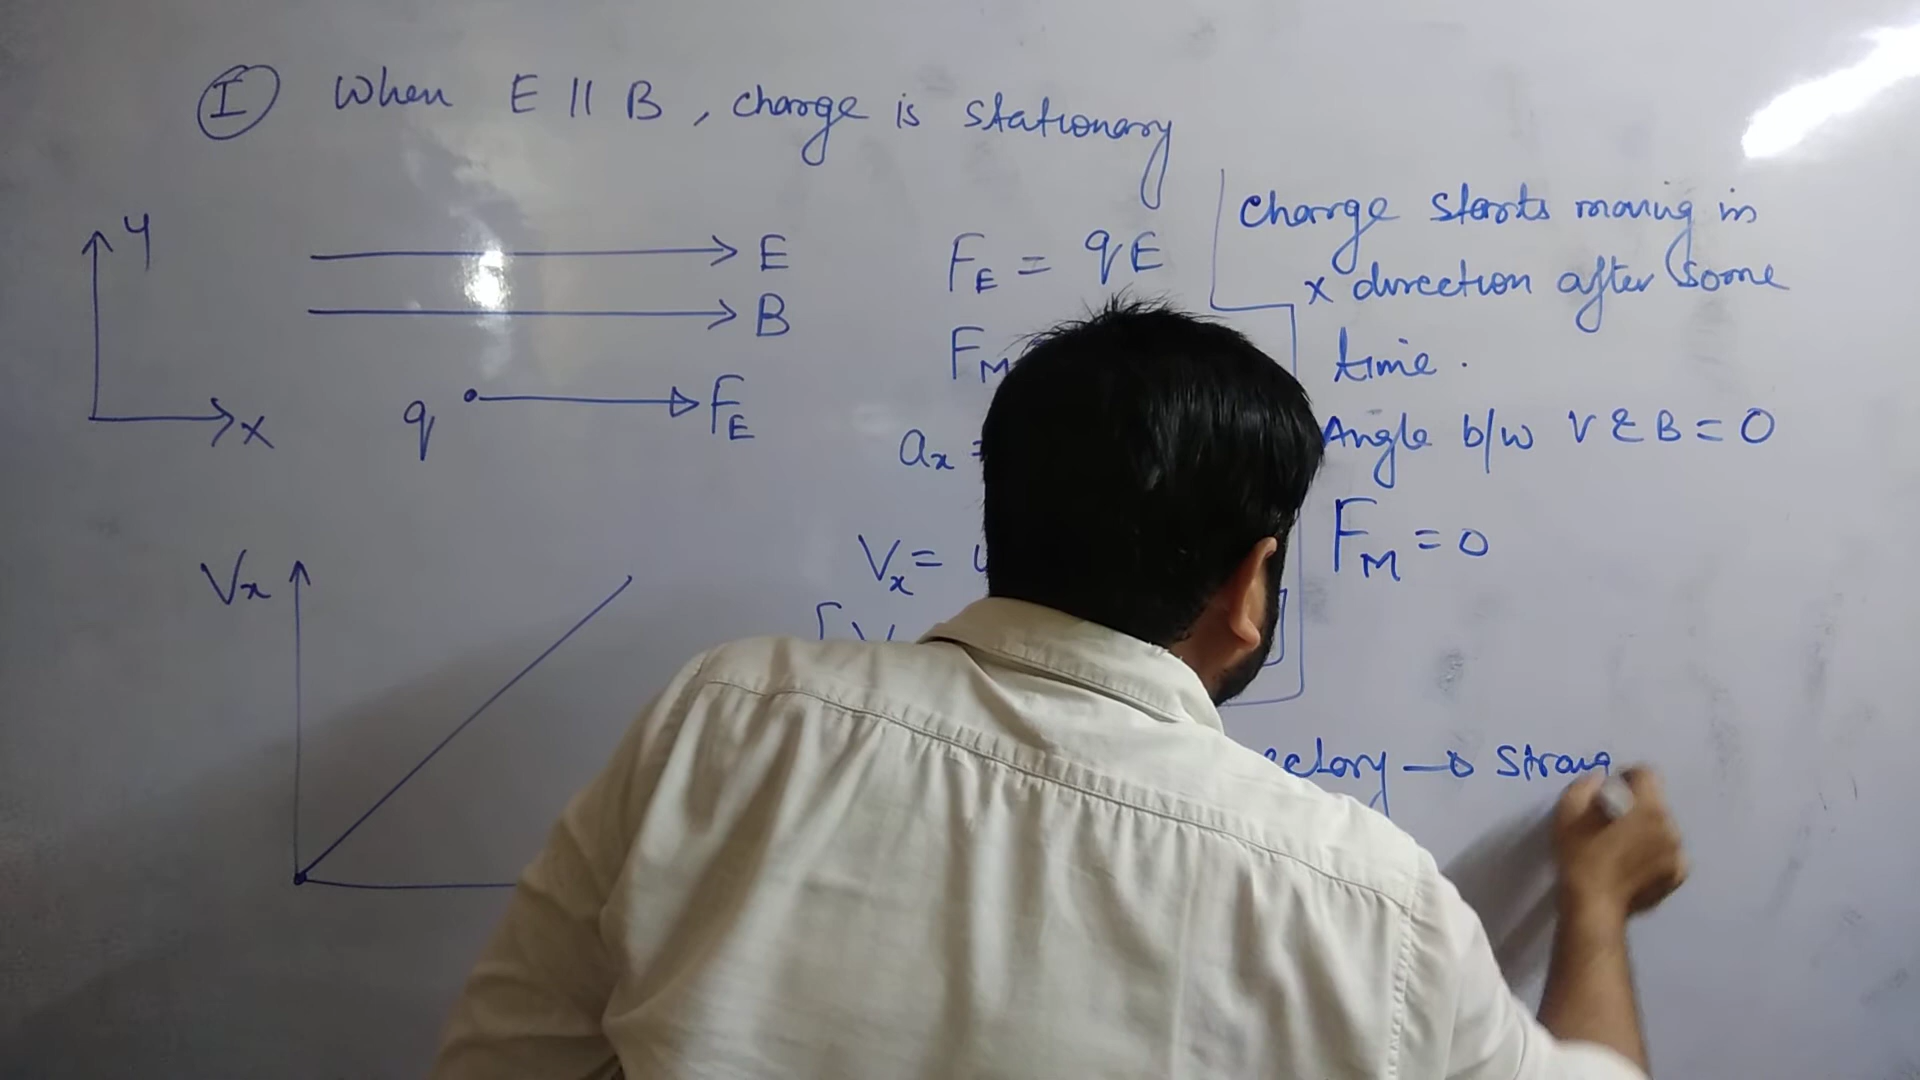 I When E || B, charge is stationary
y
E
B
x
q
F_E
V_x
F_E = qE
F_M
a_x =
V_x =
charge starts moving in
x direction after some
time.
Angle b/w V & B = 0
F_M = 0
ectory → Straig